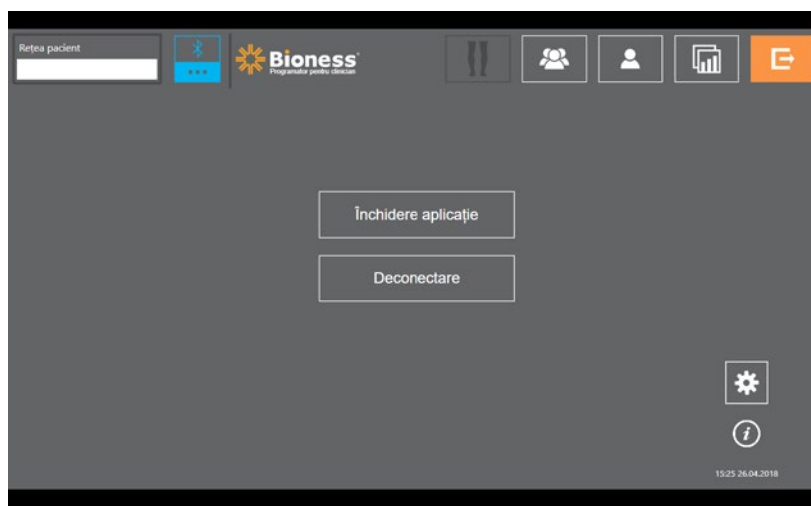 Rețea pacient
Bioness
Programator pentru clinician
Închidere aplicație
Deconectare
15:25 26.04.2018